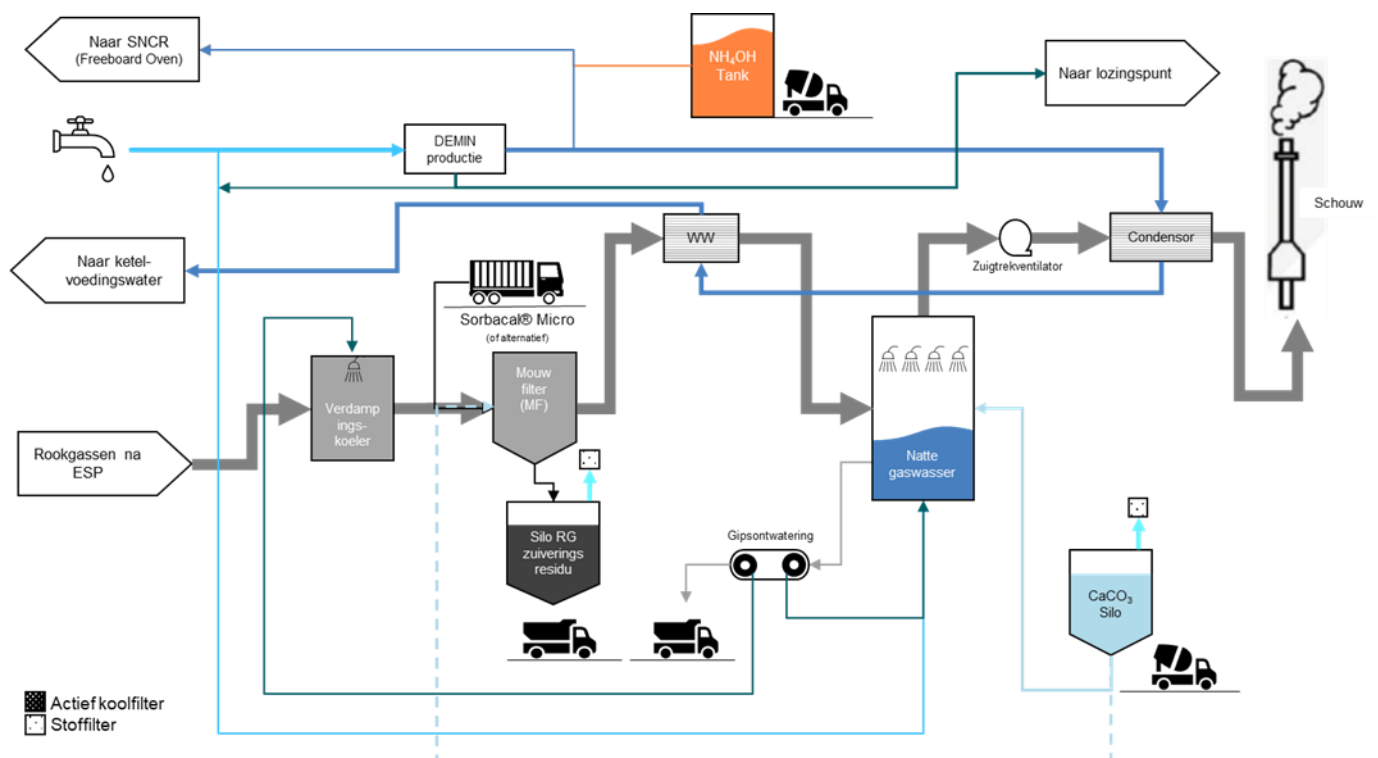 Naar SNCR
(Freeboard Oven)
NH₄OH
Tank
Naar lozingspunt
DEMIN
productie
Schouw
WW
Condensor
Zuigtrekventilator
Naar ketel-
voedingswater
Sorbacal® Micro
(of alternatief)
Mouw
filter
(MF)
Verdamp
ings-
koeler
Rookgassen na
ESP
Natte
gaswasser
Silo RG
zuiverings
residu
Gipsontwatering
CaCO₃
Silo
Actief koolfilter
Stoffilter